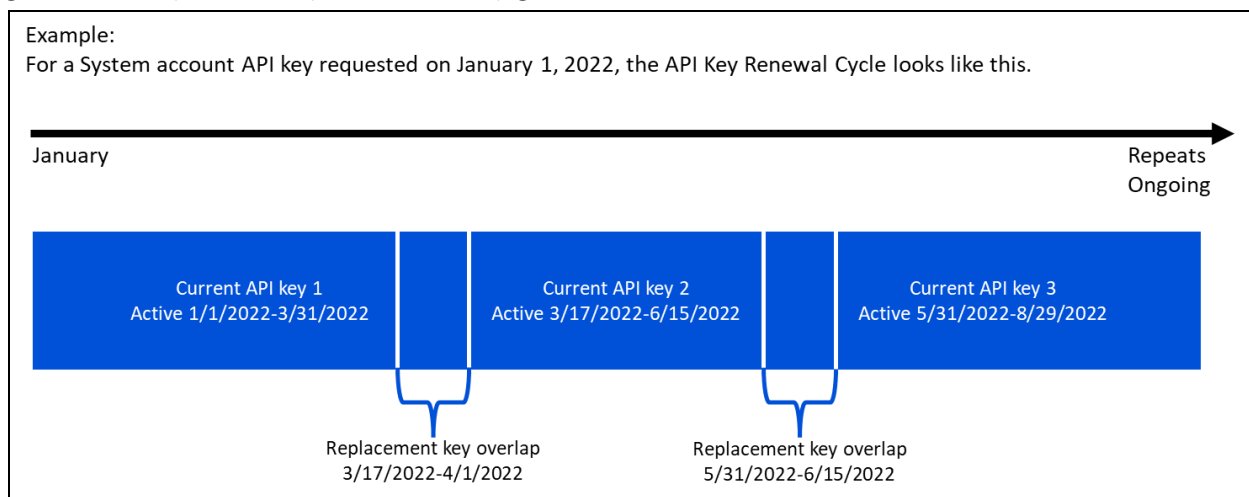 Example:
For a System account API key requested on January 1, 2022, the API Key Renewal Cycle looks like this.
January
Repeats
Ongoing
Current API key 1
Active 1/1/2022-3/31/2022
Current API key 2
Active 3/17/2022-6/15/2022
Current API key 3
Active 5/31/2022-8/29/2022
Replacement key overlap
3/17/2022-4/1/2022
Replacement key overlap
5/31/2022-6/15/2022